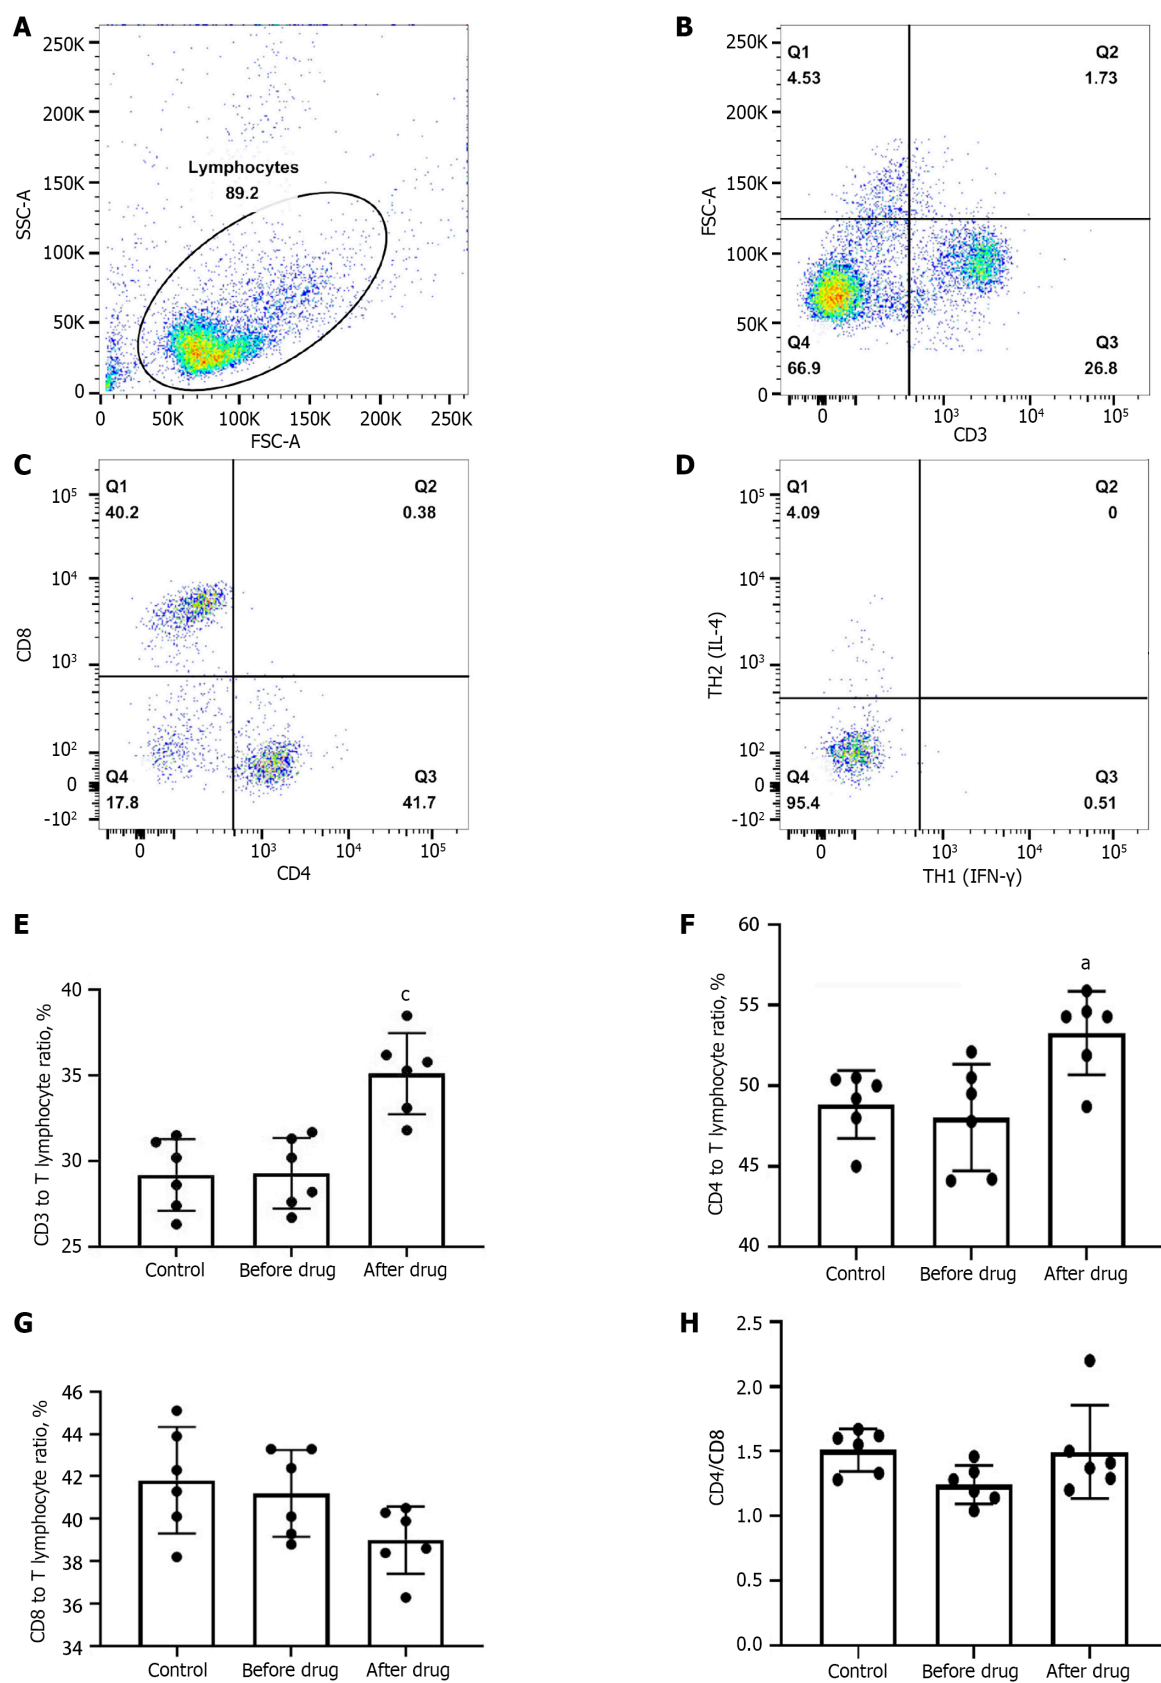 A
250K
200K
150K
100K
50K
0
SSC-A
Lymphocytes
89.2
0 50K 100K 150K 200K 250K
FSC-A
B
250K
200K
150K
100K
50K
0
FSC-A
Q1
4.53
Q2
1.73
Q4
66.9
Q3
26.8
0 10³ 10⁴ 10⁵
CD3
C
10⁵
10⁴
10³
10²
0
-10²
CD8
Q1
40.2
Q2
0.38
Q4
17.8
Q3
41.7
0 10³ 10⁴ 10⁵
CD4
D
10⁵
10⁴
10³
10²
0
-10²
TH2 (IL-4)
Q1
4.09
Q2
0
Q4
95.4
Q3
0.51
0 10³ 10⁴ 10⁵
TH1 (IFN-γ)
E
40
35
30
25
CD3 to T lymphocyte ratio, %
c
Control Before drug After drug
F
60
55
50
45
40
CD4 to T lymphocyte ratio, %
a
Control Before drug After drug
G
46
44
42
40
38
36
34
CD8 to T lymphocyte ratio, %
Control Before drug After drug
H
2.5
2.0
1.5
1.0
0.5
0.0
CD4/CD8
Control Before drug After drug